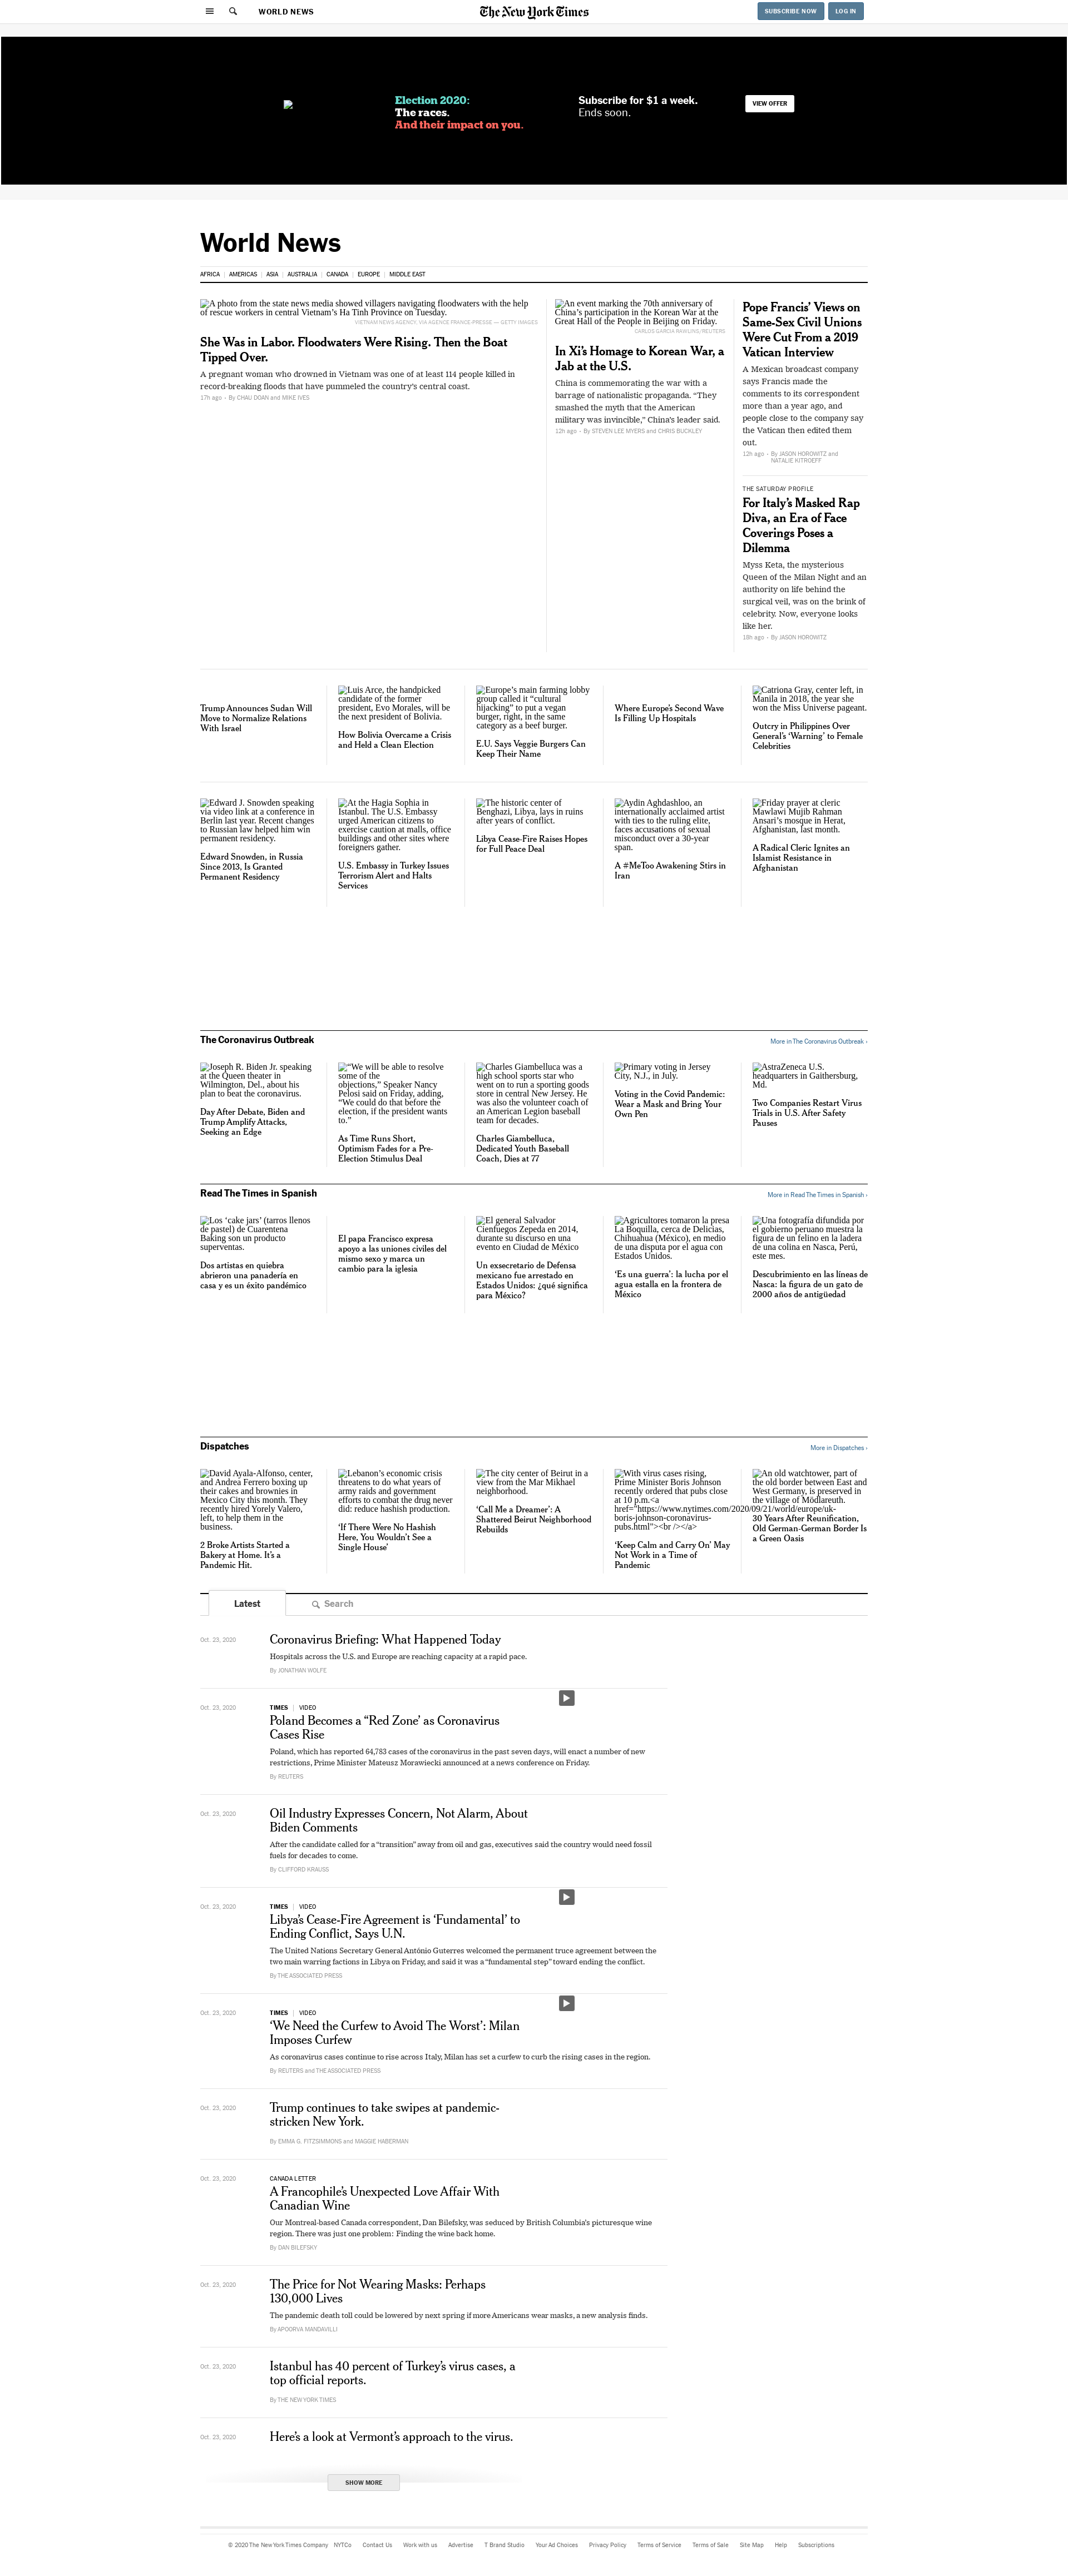 WORLD NEWS
The New York Times
SUBSCRIBE NOW
LOG IN
Election 2020:
The races.
And their impact on you.
Subscribe for $1 a week.
Ends soon.
VIEW OFFER
World News
AFRICA | AMERICAS | ASIA | AUSTRALIA | CANADA | EUROPE | MIDDLE EAST
A photo from the state news media showed villagers navigating floodwaters with the help
of rescue workers in central Vietnam's Ha Tinh Province on Tuesday.
VIETNAM NEWS AGENCY, VIA AGENCE FRANCE-PRESSE — GETTY IMAGES
She Was in Labor. Floodwaters Were Rising. Then the Boat
Tipped Over.
A pregnant woman who drowned in Vietnam was one of at least 114 people killed in
record-breaking floods that have pummeled the country's central coast.
17h ago • By CHAU DOAN and MIKE IVES
An event marking the 70th anniversary of
China's participation in the Korean War at the
Great Hall of the People in Beijing on Friday.
CARLOS GARCIA RAWLINS/REUTERS
In Xi's Homage to Korean War, a
Jab at the U.S.
China is commemorating the war with a
barrage of nationalistic propaganda. “They
smashed the myth that the American
military was invincible,” China's leader said.
12h ago • By STEVEN LEE MYERS and CHRIS BUCKLEY
Pope Francis' Views on
Same-Sex Civil Unions
Were Cut From a 2019
Vatican Interview
A Mexican broadcast company
says Francis made the
comments to its correspondent
more than a year ago, and
people close to the company say
the Vatican then edited them
out.
12h ago • By JASON HOROWITZ and
NATALIE KITROEFF
THE SATURDAY PROFILE
For Italy's Masked Rap
Diva, an Era of Face
Coverings Poses a
Dilemma
Myss Keta, the mysterious
Queen of the Milan Night and an
authority on life behind the
surgical veil, was on the brink of
celebrity. Now, everyone looks
like her.
18h ago • By JASON HOROWITZ
Trump Announces Sudan Will
Move to Normalize Relations
With Israel
Luis Arce, the handpicked
candidate of the former
president, Evo Morales, will be
the next president of Bolivia.
How Bolivia Overcame a Crisis
and Held a Clean Election
Europe's main farming lobby
group called it “cultural
hijacking” to put a vegan
burger, right, in the same
category as a beef burger.
E.U. Says Veggie Burgers Can
Keep Their Name
Where Europe's Second Wave
Is Filling Up Hospitals
Catriona Gray, center left, in
Manila in 2018, the year she
won the Miss Universe pageant.
Outcry in Philippines Over
General's ‘Warning’ to Female
Celebrities
Edward J. Snowden speaking
via video link at a conference in
Berlin last year. Recent changes
to Russian law helped him win
permanent residency.
Edward Snowden, in Russia
Since 2013, Is Granted
Permanent Residency
At the Hagia Sophia in
Istanbul. The U.S. Embassy
urged American citizens to
exercise caution at malls, office
buildings and other sites where
foreigners gather.
U.S. Embassy in Turkey Issues
Terrorism Alert and Halts
Services
The historic center of
Benghazi, Libya, lays in ruins
after years of conflict.
Libya Cease-Fire Raises Hopes
for Full Peace Deal
Aydin Aghdashloo, an
internationally acclaimed artist
with ties to the ruling elite,
faces accusations of sexual
misconduct over a 30-year
span.
A #MeToo Awakening Stirs in
Iran
Friday prayer at cleric
Mawlawi Mujib Rahman
Ansari's mosque in Herat,
Afghanistan, last month.
A Radical Cleric Ignites an
Islamist Resistance in
Afghanistan
The Coronavirus Outbreak
More in The Coronavirus Outbreak ›
Joseph R. Biden Jr. speaking
at the Queen theater in
Wilmington, Del., about his
plan to beat the coronavirus.
Day After Debate, Biden and
Trump Amplify Attacks,
Seeking an Edge
“We will be able to resolve
some of the
objections,” Speaker Nancy
Pelosi said on Friday, adding,
“We could do that before the
election, if the president wants
to.”
As Time Runs Short,
Optimism Fades for a Pre-
Election Stimulus Deal
Charles Giambelluca was a
high school sports star who
went on to run a sporting goods
store in central New Jersey. He
was also the volunteer coach of
an American Legion baseball
team for decades.
Charles Giambelluca,
Dedicated Youth Baseball
Coach, Dies at 77
Primary voting in Jersey
City, N.J., in July.
Voting in the Covid Pandemic:
Wear a Mask and Bring Your
Own Pen
AstraZeneca U.S.
headquarters in Gaithersburg,
Md.
Two Companies Restart Virus
Trials in U.S. After Safety
Pauses
Read The Times in Spanish
More in Read The Times in Spanish ›
Los ‘cake jars’ (tarros llenos
de pastel) de Cuarentena
Baking son un producto
superventas.
Dos artistas en quiebra
abrieron una panadería en
casa y es un éxito pandémico
El papa Francisco expresa
apoyo a las uniones civiles del
mismo sexo y marca un
cambio para la iglesia
El general Salvador
Cienfuegos Zepeda en 2014,
durante su discurso en una
evento en Ciudad de México
Un exsecretario de Defensa
mexicano fue arrestado en
Estados Unidos: ¿qué significa
para México?
Agricultores tomaron la presa
La Boquilla, cerca de Delicias,
Chihuahua (México), en medio
de una disputa por el agua con
Estados Unidos.
‘Es una guerra’: la lucha por el
agua estalla en la frontera de
México
Una fotografía difundida por
el gobierno peruano muestra la
figura de un felino en la ladera
de una colina en Nasca, Perú,
este mes.
Descubrimiento en las líneas de
Nasca: la figura de un gato de
2000 años de antigüedad
Dispatches
More in Dispatches ›
David Ayala-Alfonso, center,
and Andrea Ferrero boxing up
their cakes and brownies in
Mexico City this month. They
recently hired Yorely Valero,
left, to help them in the
business.
2 Broke Artists Started a
Bakery at Home. It's a
Pandemic Hit.
Lebanon's economic crisis
threatens to do what years of
army raids and government
efforts to combat the drug never
did: reduce hashish production.
‘If There Were No Hashish
Here, You Wouldn't See a
Single House’
The city center of Beirut in a
view from the Mar Mikhael
neighborhood.
‘Call Me a Dreamer’: A
Shattered Beirut Neighborhood
Rebuilds
With virus cases rising,
Prime Minister Boris Johnson
recently ordered that pubs close
at 10 p.m.<a
href="https://www.nytimes.com/2020/09/21/world/europe/uk-
boris-johnson-coronavirus-
pubs.html"><br /></a>
‘Keep Calm and Carry On’ May
Not Work in a Time of
Pandemic
An old watchtower, part of
the old border between East and
West Germany, is preserved in
the village of Mödlareuth.
30 Years After Reunification,
Old German-German Border Is
a Green Oasis
Latest
Search
Oct. 23, 2020
Coronavirus Briefing: What Happened Today
Hospitals across the U.S. and Europe are reaching capacity at a rapid pace.
By JONATHAN WOLFE
Oct. 23, 2020
TIMES | VIDEO
Poland Becomes a “Red Zone’ as Coronavirus
Cases Rise
Poland, which has reported 64,783 cases of the coronavirus in the past seven days, will enact a number of new
restrictions, Prime Minister Mateusz Morawiecki announced at a news conference on Friday.
By REUTERS
Oct. 23, 2020
Oil Industry Expresses Concern, Not Alarm, About
Biden Comments
After the candidate called for a “transition” away from oil and gas, executives said the country would need fossil
fuels for decades to come.
By CLIFFORD KRAUSS
Oct. 23, 2020
TIMES | VIDEO
Libya's Cease-Fire Agreement is ‘Fundamental’ to
Ending Conflict, Says U.N.
The United Nations Secretary General António Guterres welcomed the permanent truce agreement between the
two main warring factions in Libya on Friday, and said it was a “fundamental step” toward ending the conflict.
By THE ASSOCIATED PRESS
Oct. 23, 2020
TIMES | VIDEO
‘We Need the Curfew to Avoid The Worst’: Milan
Imposes Curfew
As coronavirus cases continue to rise across Italy, Milan has set a curfew to curb the rising cases in the region.
By REUTERS and THE ASSOCIATED PRESS
Oct. 23, 2020
Trump continues to take swipes at pandemic-
stricken New York.
By EMMA G. FITZSIMMONS and MAGGIE HABERMAN
Oct. 23, 2020
CANADA LETTER
A Francophile's Unexpected Love Affair With
Canadian Wine
Our Montreal-based Canada correspondent, Dan Bilefsky, was seduced by British Columbia's picturesque wine
region. There was just one problem: Finding the wine back home.
By DAN BILEFSKY
Oct. 23, 2020
The Price for Not Wearing Masks: Perhaps
130,000 Lives
The pandemic death toll could be lowered by next spring if more Americans wear masks, a new analysis finds.
By APOORVA MANDAVILLI
Oct. 23, 2020
Istanbul has 40 percent of Turkey's virus cases, a
top official reports.
By THE NEW YORK TIMES
Oct. 23, 2020
Here's a look at Vermont's approach to the virus.
SHOW MORE
© 2020 The New York Times Company NYTCo Contact Us Work with us Advertise T Brand Studio Your Ad Choices Privacy Policy Terms of Service Terms of Sale Site Map Help Subscriptions